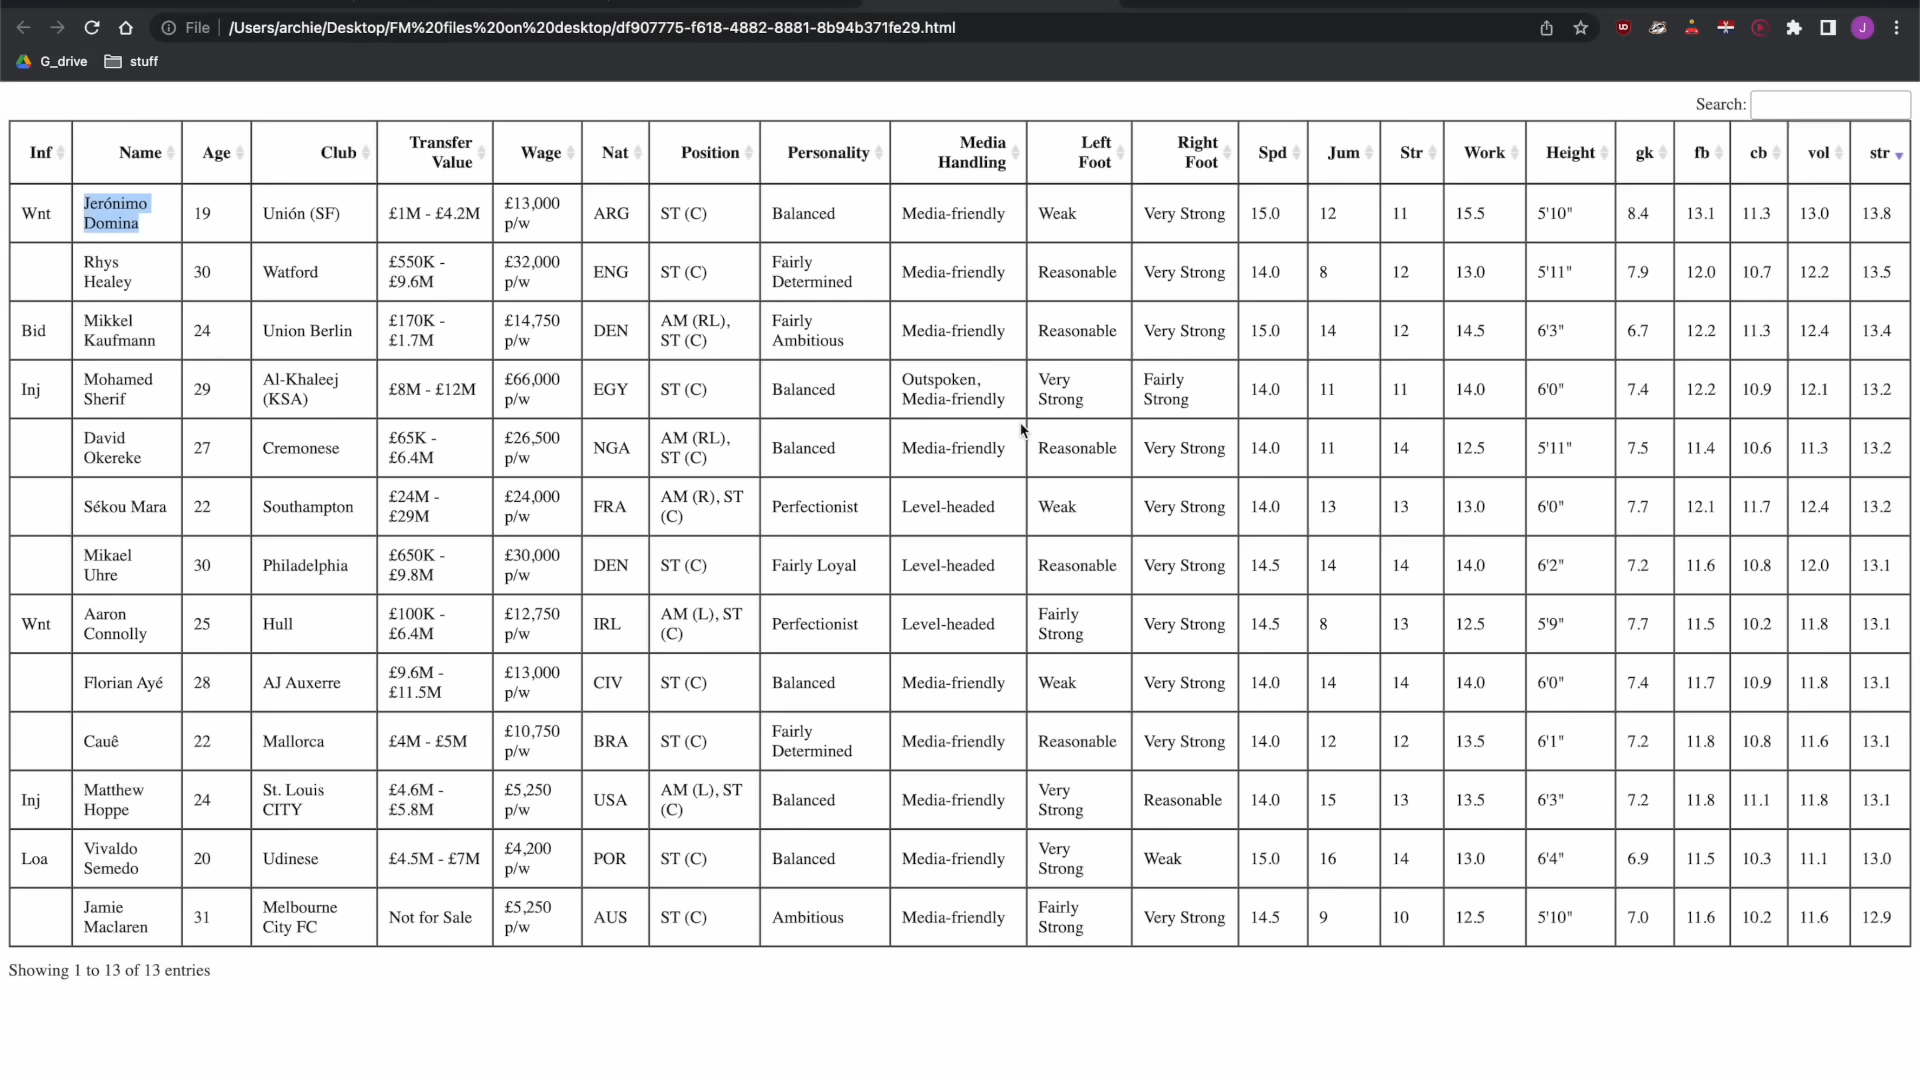 File
/Users/archie/Desktop/FM%20files%20on%20desktop/df907775-f618-4882-8881-8b94b371fe29.html
J
G_drive stuff
Search:
Inf Name Age Club Transfer Value Wage Nat Position Personality Media Handling Left Foot Right Foot Spd Jum Str Work Height gk fb cb vol str
Wnt Jerónimo Domina 19 Unión (SF) £1M - £4.2M £13,000 p/w ARG ST (C) Balanced Media-friendly Weak Very Strong 15.0 12 11 15.5 5'10" 8.4 13.1 11.3 13.0 13.8
Rhys Healey 30 Watford £550K - £9.6M £32,000 p/w ENG ST (C) Fairly Determined Media-friendly Reasonable Very Strong 14.0 8 12 13.0 5'11" 7.9 12.0 10.7 12.2 13.5
Bid Mikkel Kaufmann 24 Union Berlin £170K - £1.7M £14,750 p/w DEN AM (RL), ST (C) Fairly Ambitious Media-friendly Reasonable Very Strong 15.0 14 12 14.5 6'3" 6.7 12.2 11.3 12.4 13.4
Inj Mohamed Sherif 29 Al-Khaleej (KSA) £8M - £12M £66,000 p/w EGY ST (C) Balanced Outspoken, Media-friendly Very Strong Fairly Strong 14.0 11 11 14.0 6'0" 7.4 12.2 10.9 12.1 13.2
David Okereke 27 Cremonese £65K - £6.4M £26,500 p/w NGA AM (RL), ST (C) Balanced Media-friendly Reasonable Very Strong 14.0 11 14 12.5 5'11" 7.5 11.4 10.6 11.3 13.2
Sékou Mara 22 Southampton £24M - £29M £24,000 p/w FRA AM (R), ST (C) Perfectionist Level-headed Weak Very Strong 14.0 13 13 13.0 6'0" 7.7 12.1 11.7 12.4 13.2
Mikael Uhre 30 Philadelphia £650K - £9.8M £30,000 p/w DEN ST (C) Fairly Loyal Level-headed Reasonable Very Strong 14.5 14 14 14.0 6'2" 7.2 11.6 10.8 12.0 13.1
Wnt Aaron Connolly 25 Hull £100K - £6.4M £12,750 p/w IRL AM (L), ST (C) Perfectionist Level-headed Fairly Strong Very Strong 14.5 8 13 12.5 5'9" 7.7 11.5 10.2 11.8 13.1
Florian Ayé 28 AJ Auxerre £9.6M - £11.5M £13,000 p/w CIV ST (C) Balanced Media-friendly Weak Very Strong 14.0 14 14 14.0 6'0" 7.4 11.7 10.9 11.8 13.1
Cauê 22 Mallorca £4M - £5M £10,750 p/w BRA ST (C) Fairly Determined Media-friendly Reasonable Very Strong 14.0 12 12 13.5 6'1" 7.2 11.8 10.8 11.6 13.1
Inj Matthew Hoppe 24 St. Louis CITY £4.6M - £5.8M £5,250 p/w USA AM (L), ST (C) Balanced Media-friendly Very Strong Reasonable 14.0 15 13 13.5 6'3" 7.2 11.8 11.1 11.8 13.1
Loa Vivaldo Semedo 20 Udinese £4.5M - £7M £4,200 p/w POR ST (C) Balanced Media-friendly Very Strong Weak 15.0 16 14 13.0 6'4" 6.9 11.5 10.3 11.1 13.0
Jamie Maclaren 31 Melbourne City FC Not for Sale £5,250 p/w AUS ST (C) Ambitious Media-friendly Fairly Strong Very Strong 14.5 9 10 12.5 5'10" 7.0 11.6 10.2 11.6 12.9
Showing 1 to 13 of 13 entries